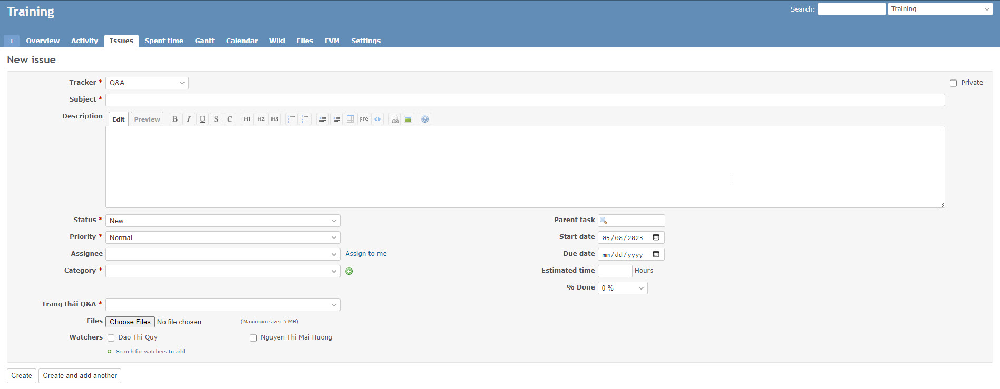 Training
Search: Training
+ Overview Activity Issues Spent time Gantt Calendar Wiki Files EVM Settings
New issue
Tracker * Q&A Private
Subject *
Description Edit Preview B I U S C H1 H2 H3 pre <> ?
Status * New Parent task
Priority * Normal Start date 05/08/2023
Assignee Assign to me Due date mm/dd/yyyy
Category * Estimated time Hours
% Done 0 %
Trạng thái Q&A *
Files Choose Files No file chosen (Maximum size: 5 MB)
Watchers Dao Thi Quy Nguyen Thi Mai Huong
Search for watchers to add
Create Create and add another